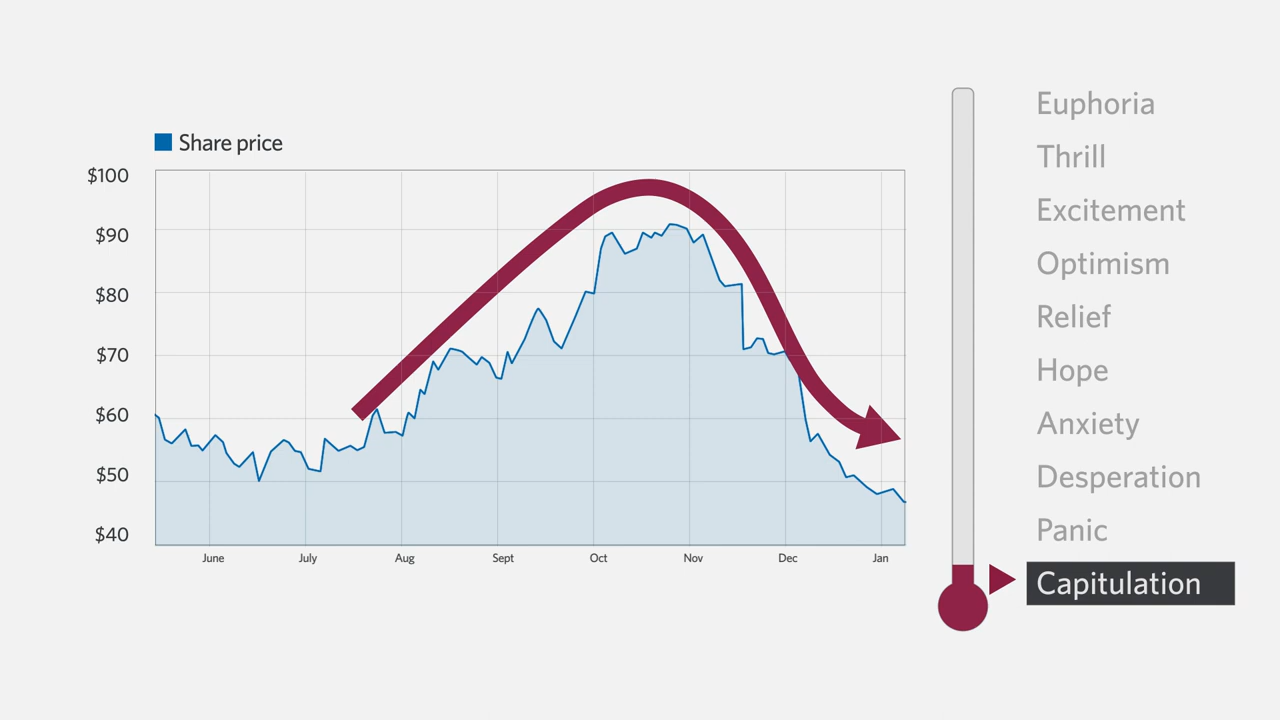 Share price
$100
$90
$80
$70
$60
$50
$40
June July Aug Sept Oct Nov Dec Jan
Euphoria
Thrill
Excitement
Optimism
Relief
Hope
Anxiety
Desperation
Panic
Capitulation